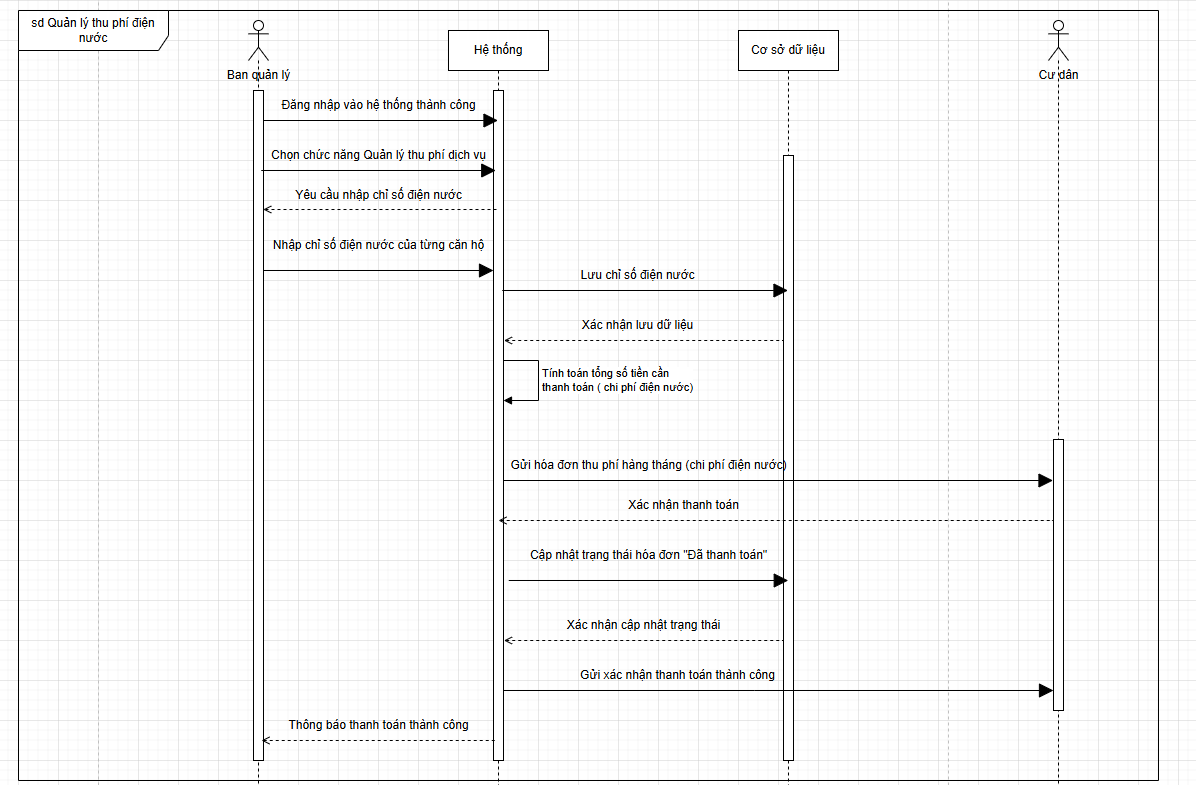 sd Quản lý thu phí điện
nước
Ban quản lý
Hệ thống
Cơ sở dữ liệu
Cư dân
Đăng nhập vào hệ thống thành công
Chọn chức năng Quản lý thu phí dịch vụ
Yêu cầu nhập chỉ số điện nước
Nhập chỉ số điện nước của từng căn hộ
Lưu chỉ số điện nước
Xác nhận lưu dữ liệu
Tính toán tổng số tiền cần
thanh toán ( chi phí điện nước)
Gửi hóa đơn thu phí hàng tháng (chi phí điện nước)
Xác nhận thanh toán
Cập nhật trạng thái hóa đơn "Đã thanh toán"
Xác nhận cập nhật trạng thái
Gửi xác nhận thanh toán thành công
Thông báo thanh toán thành công